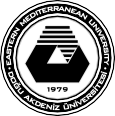 EASTERN MEDITERRANEAN UNIVERSITY
1979
DOĞU AKDENİZ ÜNİVERSİTESİ